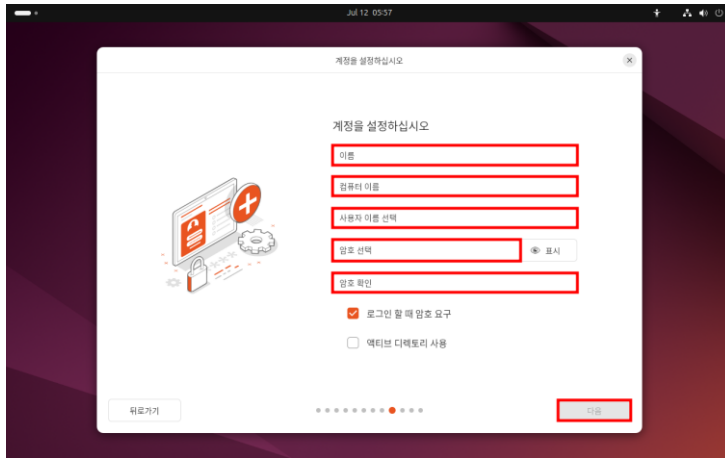 Jul 12 05:57
계정을 설정하십시오
계정을 설정하십시오
이름
컴퓨터 이름
사용자 이름 선택
암호 선택
표시
암호 확인
로그인 할 때 암호 요구
액티브 디렉토리 사용
뒤로가기
다음